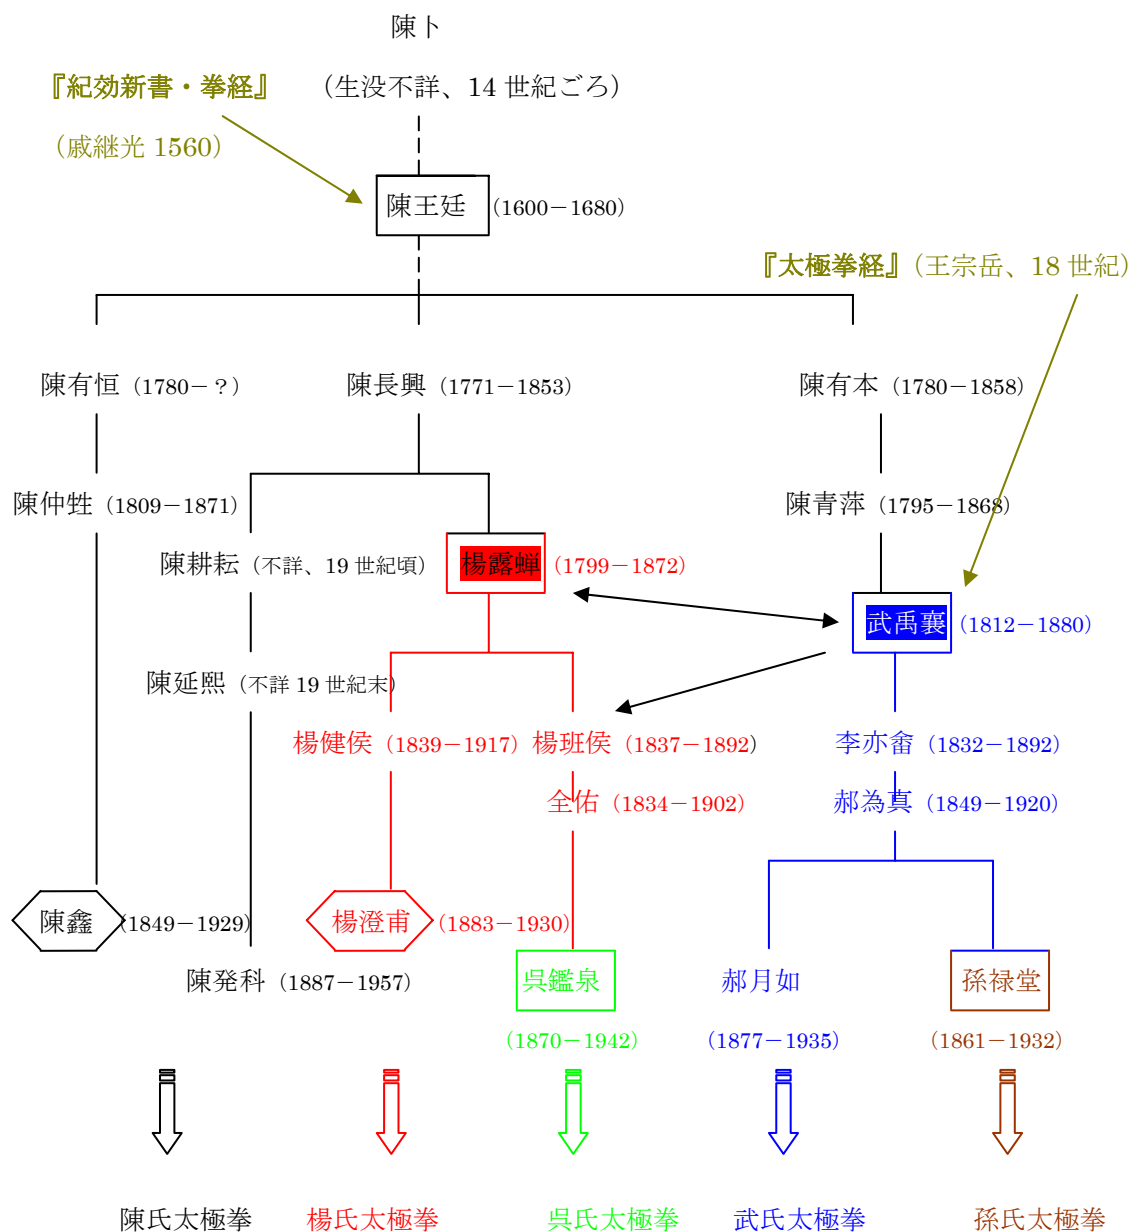 陳卜
『紀効新書・拳経』 （生没不詳、14 世紀ごろ）
（戚継光 1560）
陳王廷 （1600－1680）
『太極拳経』（王宗岳、18 世紀）
陳有恒（1780－？） 陳長興（1771－1853） 陳有本（1780－1858）
陳仲甡（1809－1871） 陳青萍（1795－1868）
陳耕耘（不詳、19 世紀頃） 楊露蝉（1799－1872）
武禹襄（1812－1880）
陳延熙（不詳 19 世紀末）
楊健侯（1839－1917） 楊班侯（1837－1892） 李亦畬（1832－1892）
全佑（1834－1902） 郝為真（1849－1920）
陳鑫（1849－1929） 楊澄甫（1883－1930）
陳発科（1887－1957） 呉鑑泉 郝月如 孫禄堂
（1870－1942） （1877－1935） （1861－1932）
陳氏太極拳 楊氏太極拳 呉氏太極拳 武氏太極拳 孫氏太極拳